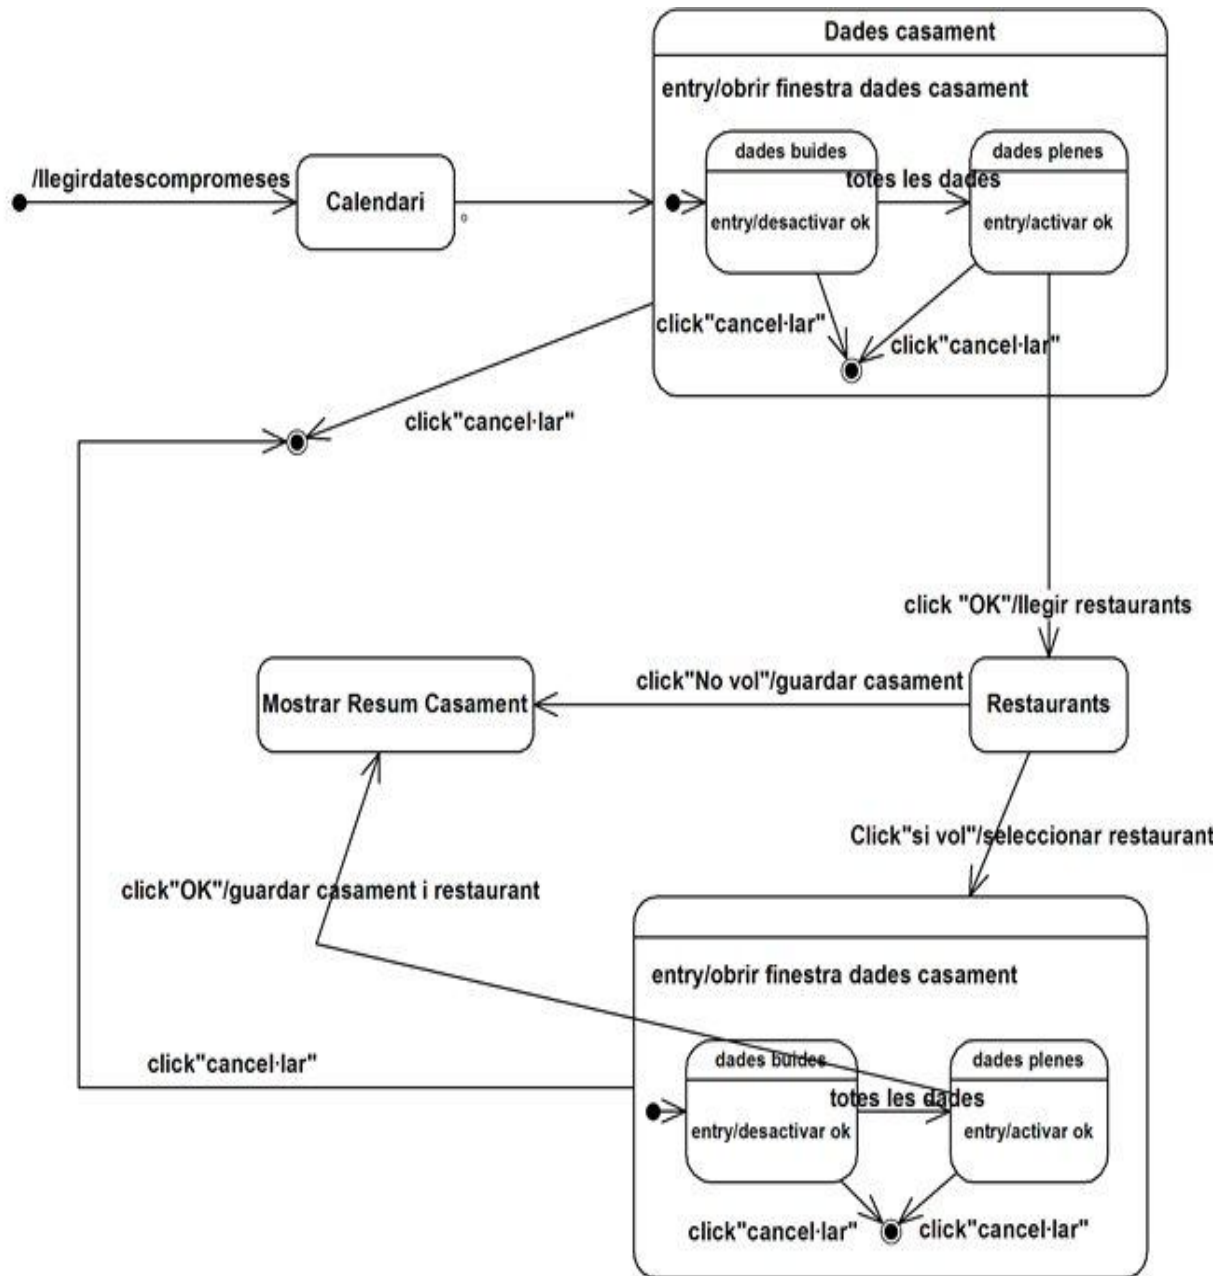 Dades casament
entry/obrir finestra dades casament
dades buides
dades plenes
/llegirdatescompromeses
totes les dades
Calendari
entry/desactivar ok
entry/activar ok
click"cancel·lar"
click"cancel·lar"
click"cancel·lar"
click "OK"/llegir restaurants
click"No vol"/guardar casament
Mostrar Resum Casament
Restaurants
Click"si vol"/seleccionar restaurant
click"OK"/guardar casament i restaurant
entry/obrir finestra dades casament
click"cancel·lar"
dades buides
dades plenes
totes les dades
entry/desactivar ok
entry/activar ok
click"cancel·lar"
click"cancel·lar"